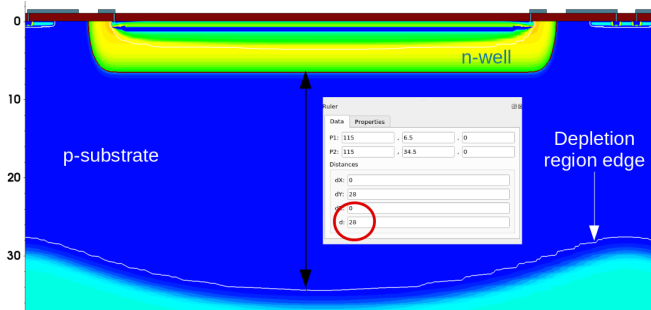 0
10
20
30
n-well
p-substrate
Depletion
region edge
Ruler
Data Properties
P1: 115 , 6.5 , 0
P2: 115 , 34.5 , 0
Distances
dX: 0
dY: 28
dZ: 0
d: 28